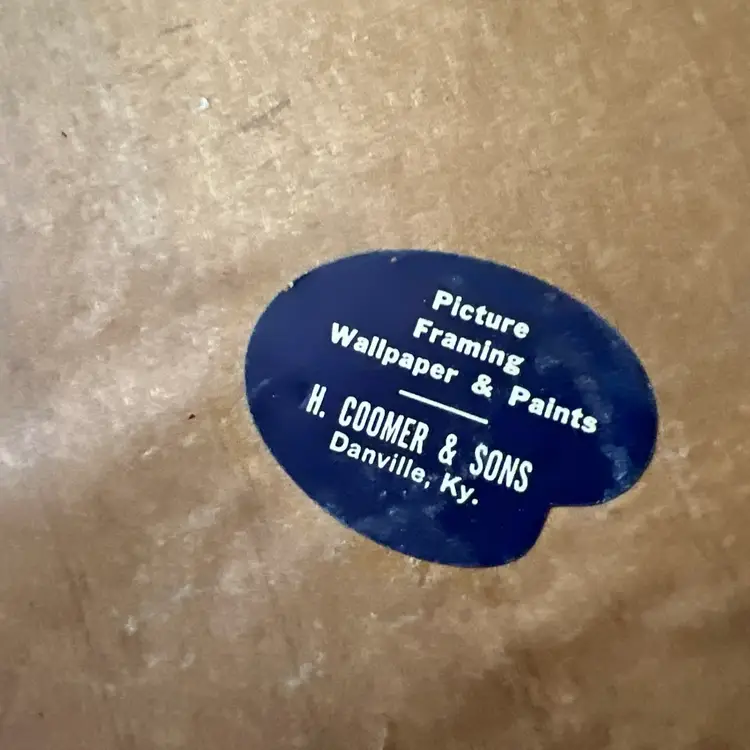 Picture
Framing
Wallpaper & Paints
H. COOMER & SONS
Danville, Ky.